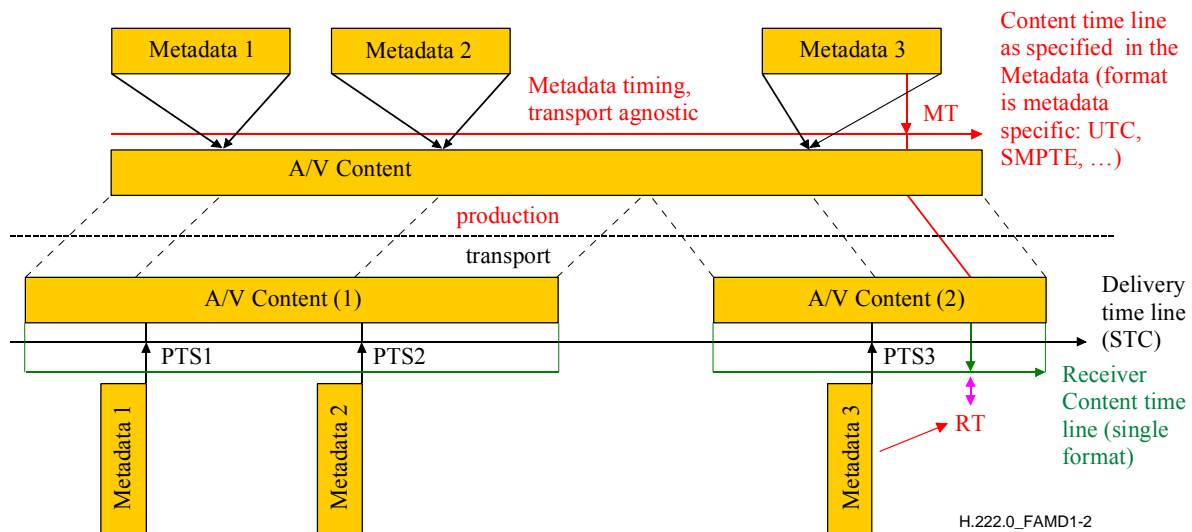 Metadata 1
Metadata 2
Metadata 3
Content time line
as specified in the
Metadata (format
is metadata
specific: UTC,
SMPTE, …)
Metadata timing,
transport agnostic
MT
A/V Content
production
transport
A/V Content (1)
A/V Content (2)
Delivery
time line
(STC)
PTS1
PTS2
PTS3
Receiver
Content time
line (single
format)
RT
Metadata 1
Metadata 2
Metadata 3
H.222.0_FAMD1-2